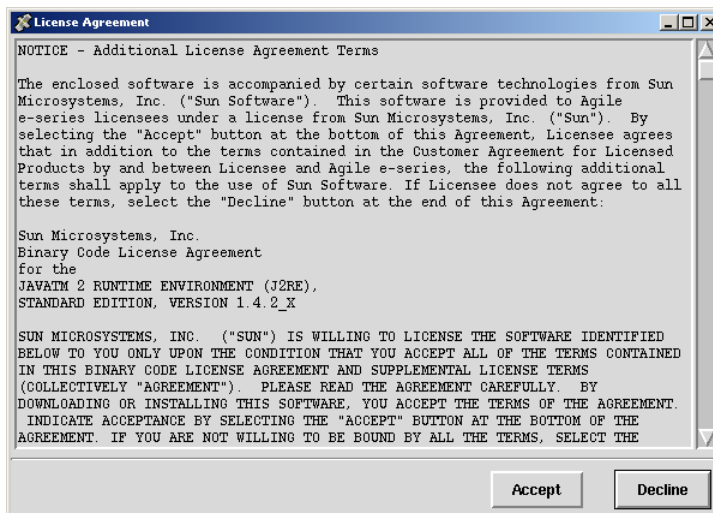 License Agreement
NOTICE - Additional License Agreement Terms
The enclosed software is accompanied by certain software technologies from Sun
Microsystems, Inc. ("Sun Software").  This software is provided to Agile
e-series licensees under a license from Sun Microsystems, Inc. ("Sun").  By
selecting the "Accept" button at the bottom of this Agreement, Licensee agrees
that in addition to the terms contained in the Customer Agreement for Licensed
Products by and between Licensee and Agile e-series, the following additional
terms shall apply to the use of Sun Software. If Licensee does not agree to all
these terms, select the "Decline" button at the end of this Agreement:
Sun Microsystems, Inc.
Binary Code License Agreement
for the
JAVATM 2 RUNTIME ENVIRONMENT (J2RE),
STANDARD EDITION, VERSION 1.4.2_X
SUN MICROSYSTEMS, INC.  ("SUN") IS WILLING TO LICENSE THE SOFTWARE IDENTIFIED
BELOW TO YOU ONLY UPON THE CONDITION THAT YOU ACCEPT ALL OF THE TERMS CONTAINED
IN THIS BINARY CODE LICENSE AGREEMENT AND SUPPLEMENTAL LICENSE TERMS
(COLLECTIVELY "AGREEMENT").  PLEASE READ THE AGREEMENT CAREFULLY.  BY
DOWNLOADING OR INSTALLING THIS SOFTWARE, YOU ACCEPT THE TERMS OF THE AGREEMENT.
INDICATE ACCEPTANCE BY SELECTING THE "ACCEPT" BUTTON AT THE BOTTOM OF THE
AGREEMENT. IF YOU ARE NOT WILLING TO BE BOUND BY ALL THE TERMS, SELECT THE
Accept Decline